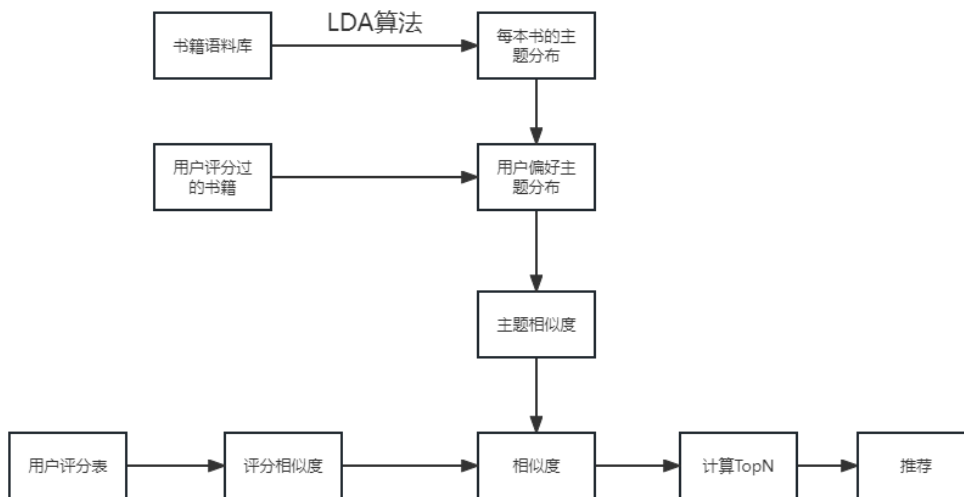 LDA算法
书籍语料库
每本书的主
题分布
用户评分过
的书籍
用户偏好主
题分布
主题相似度
用户评分表
评分相似度
相似度
计算TopN
推荐